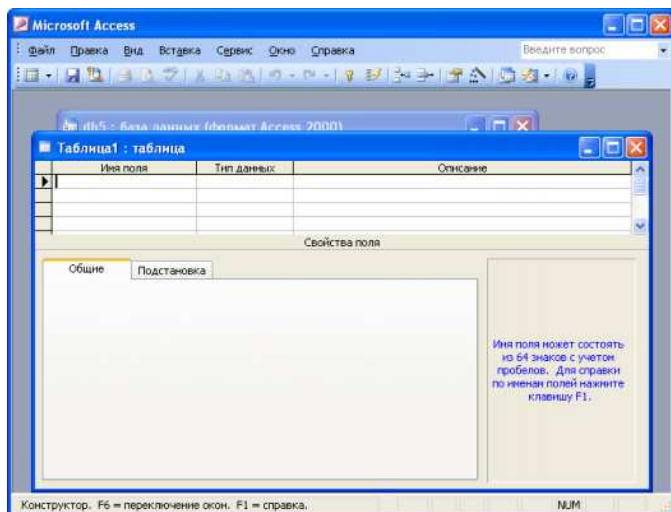 Microsoft Access
Файл Правка Вид Вставка Сервис Окно Справка Введите вопрос
db5 : база данных (формат Access 2000)
Таблица1 : таблица
Имя поля Тип данных Описание
Свойства поля
Общие Подстановка
Имя поля может состоять
из 64 знаков с учетом
пробелов. Для справки
по именам полей нажмите
клавишу F1.
Конструктор. F6 = переключение окон. F1 = справка. NUM